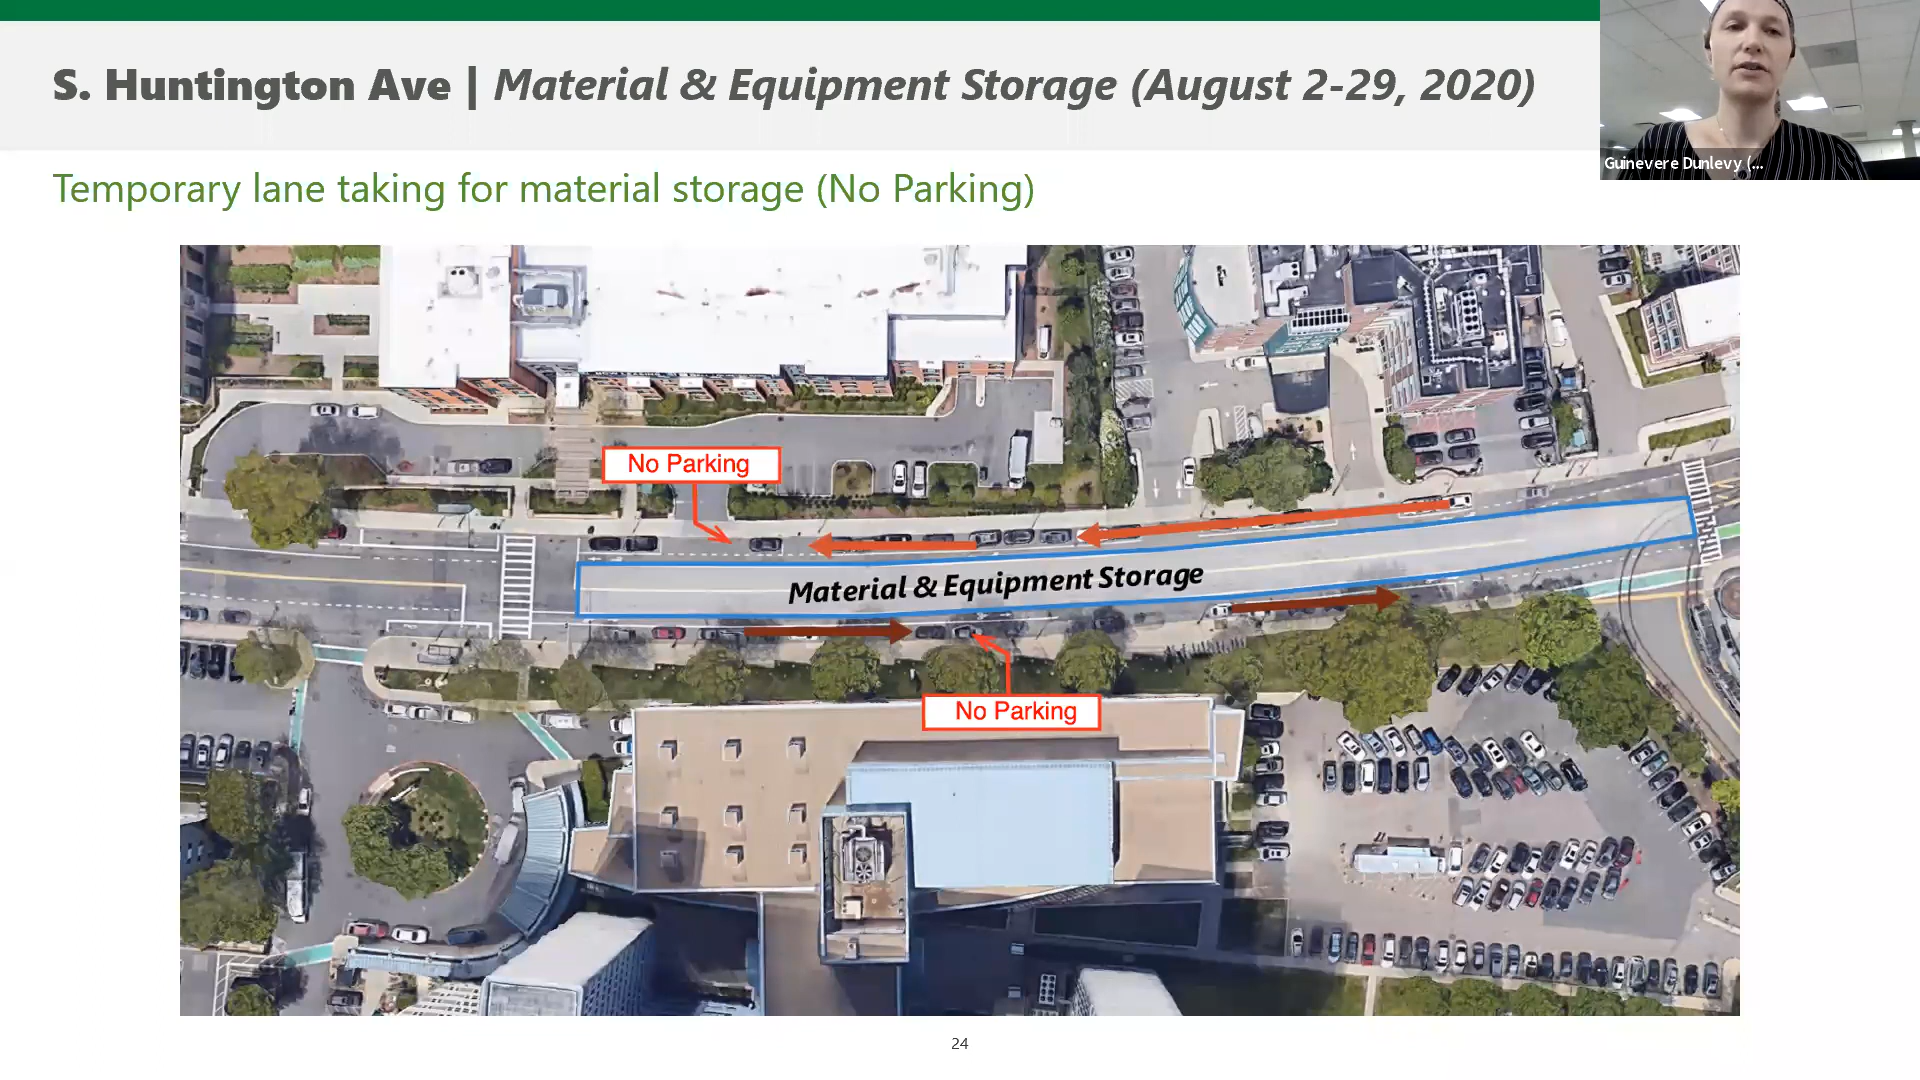 S. Huntington Ave | Material & Equipment Storage (August 2-29, 2020)
Guinevere Dunlevy (...
Temporary lane taking for material storage (No Parking)
No Parking
Material & Equipment Storage
No Parking
24